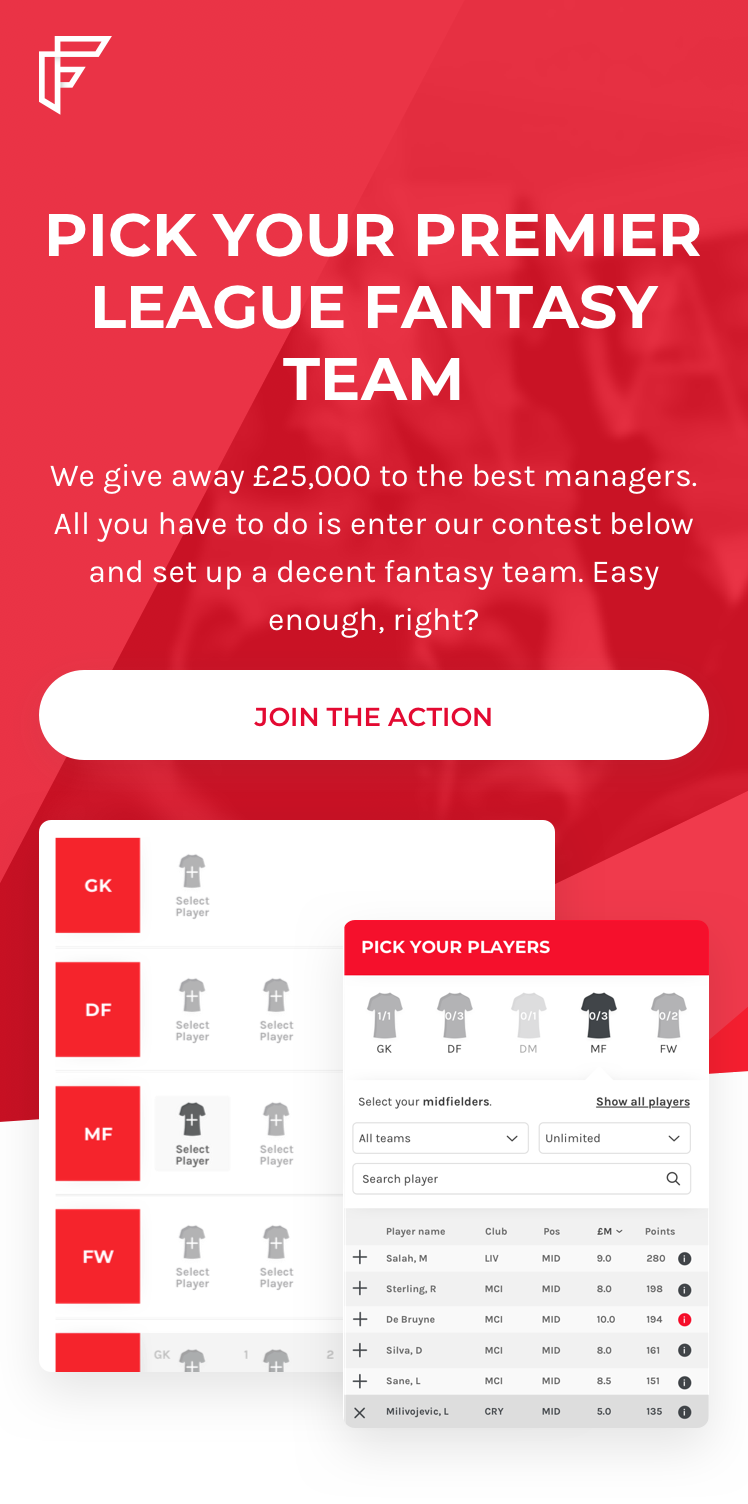 PICK YOUR PREMIER
LEAGUE FANTASY
TEAM
We give away £25,000 to the best managers.
All you have to do is enter our contest below
and set up a decent fantasy team. Easy
enough, right?
JOIN THE ACTION
GK
Select
Player
DF
Select
Player
Select
Player
MF
Select
Player
Select
Player
FW
Select
Player
Select
Player
GK 1 2
PICK YOUR PLAYERS
1/1 0/3 0/1 0/3 0/2
GK DF DM MF FW
Select your midfielders. Show all players
All teams Unlimited
Search player
Player name Club Pos £M Points
Salah, M LIV MID 9.0 280 i
Sterling, R MCI MID 8.0 198 i
De Bruyne MCI MID 10.0 194 i
Silva, D MCI MID 8.0 161 i
Sane, L MCI MID 8.5 151 i
Milivojevic, L CRY MID 5.0 135 i